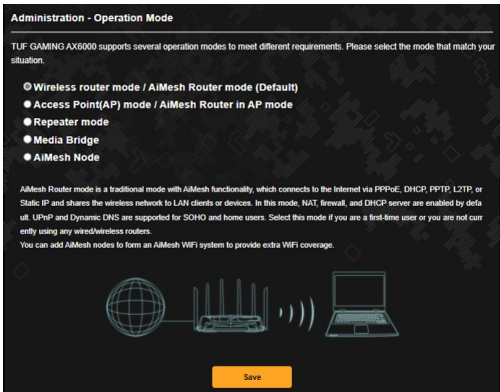 Administration - Operation Mode
TUF GAMING AX6000 supports several operation modes to meet different requirements. Please select the mode that match your
situation.
Wireless router mode / AiMesh Router mode (Default)
Access Point(AP) mode / AiMesh Router in AP mode
Repeater mode
Media Bridge
AiMesh Node
AiMesh Router mode is a traditional mode with AiMesh functionality, which connects to the Internet via PPPoE, DHCP, PPTP, L2TP, or
Static IP and shares the wireless network to LAN clients or devices. In this mode, NAT, firewall, and DHCP server are enabled by defa
ult. UPnP and Dynamic DNS are supported for SOHO and home users. Select this mode if you are a first-time user or you are not curr
ently using any wired/wireless routers.
You can add AiMesh nodes to form an AiMesh WiFi system to provide extra WiFi coverage.
Save